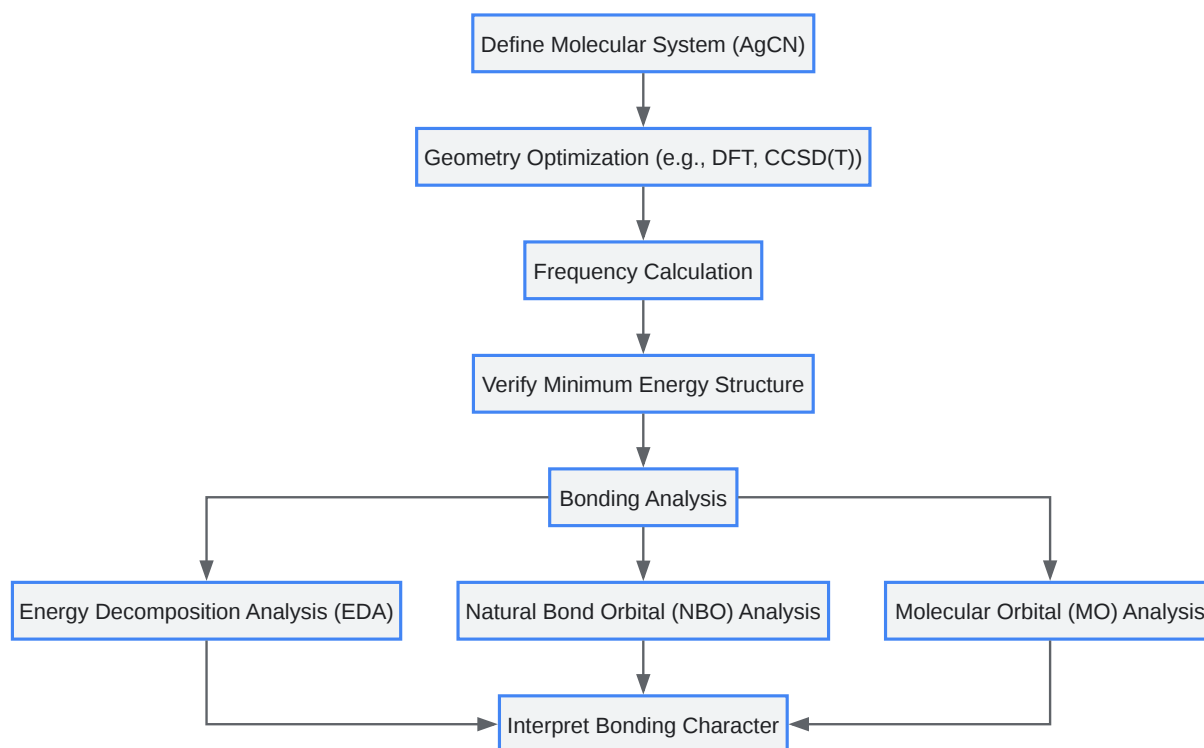 Define Molecular System (AgCN)
Geometry Optimization (e.g., DFT, CCSD(T))
Frequency Calculation
Verify Minimum Energy Structure
Bonding Analysis
Energy Decomposition Analysis (EDA)
Natural Bond Orbital (NBO) Analysis
Molecular Orbital (MO) Analysis
Interpret Bonding Character